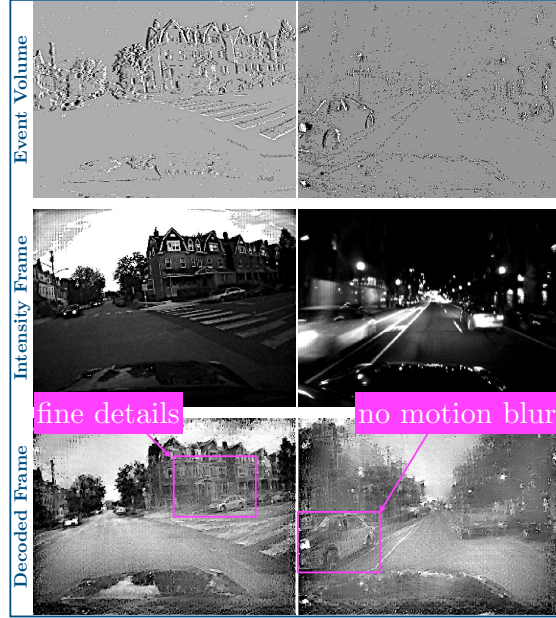 Event Volume
Intensity Frame
fine details
no motion blur
Decoded Frame